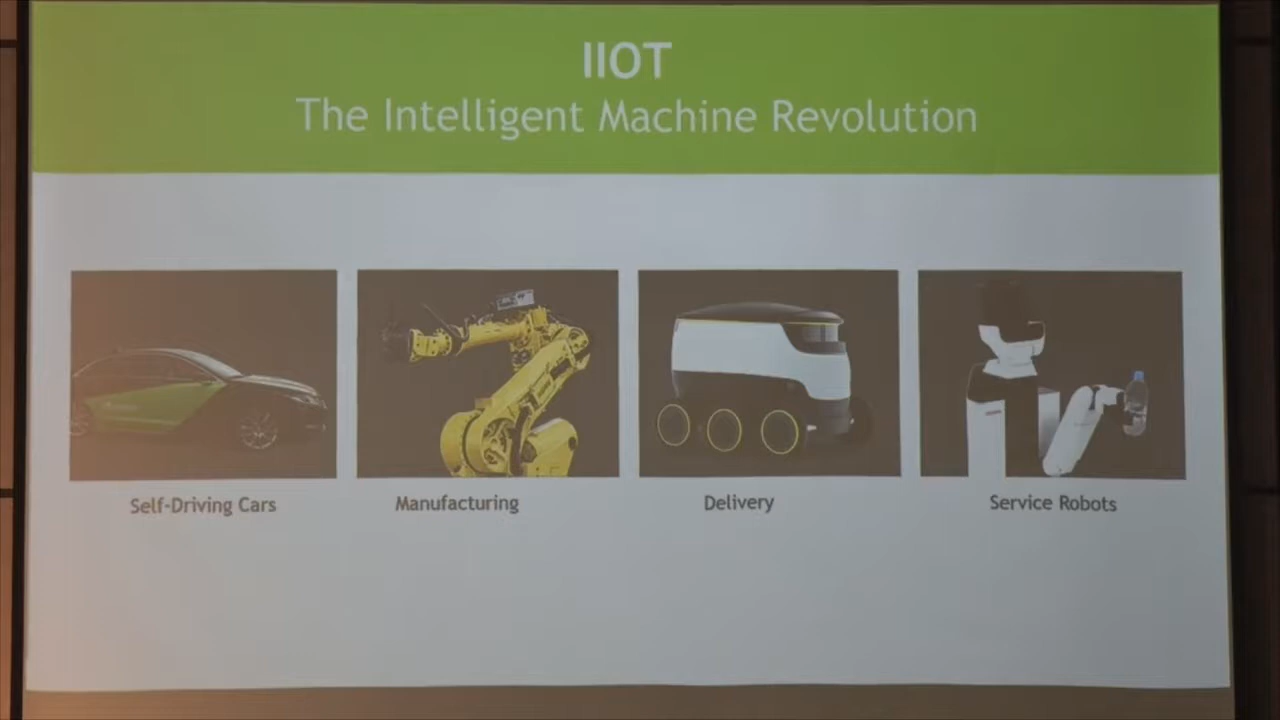 IIOT
The Intelligent Machine Revolution
Self-Driving Cars
Manufacturing
Delivery
Service Robots